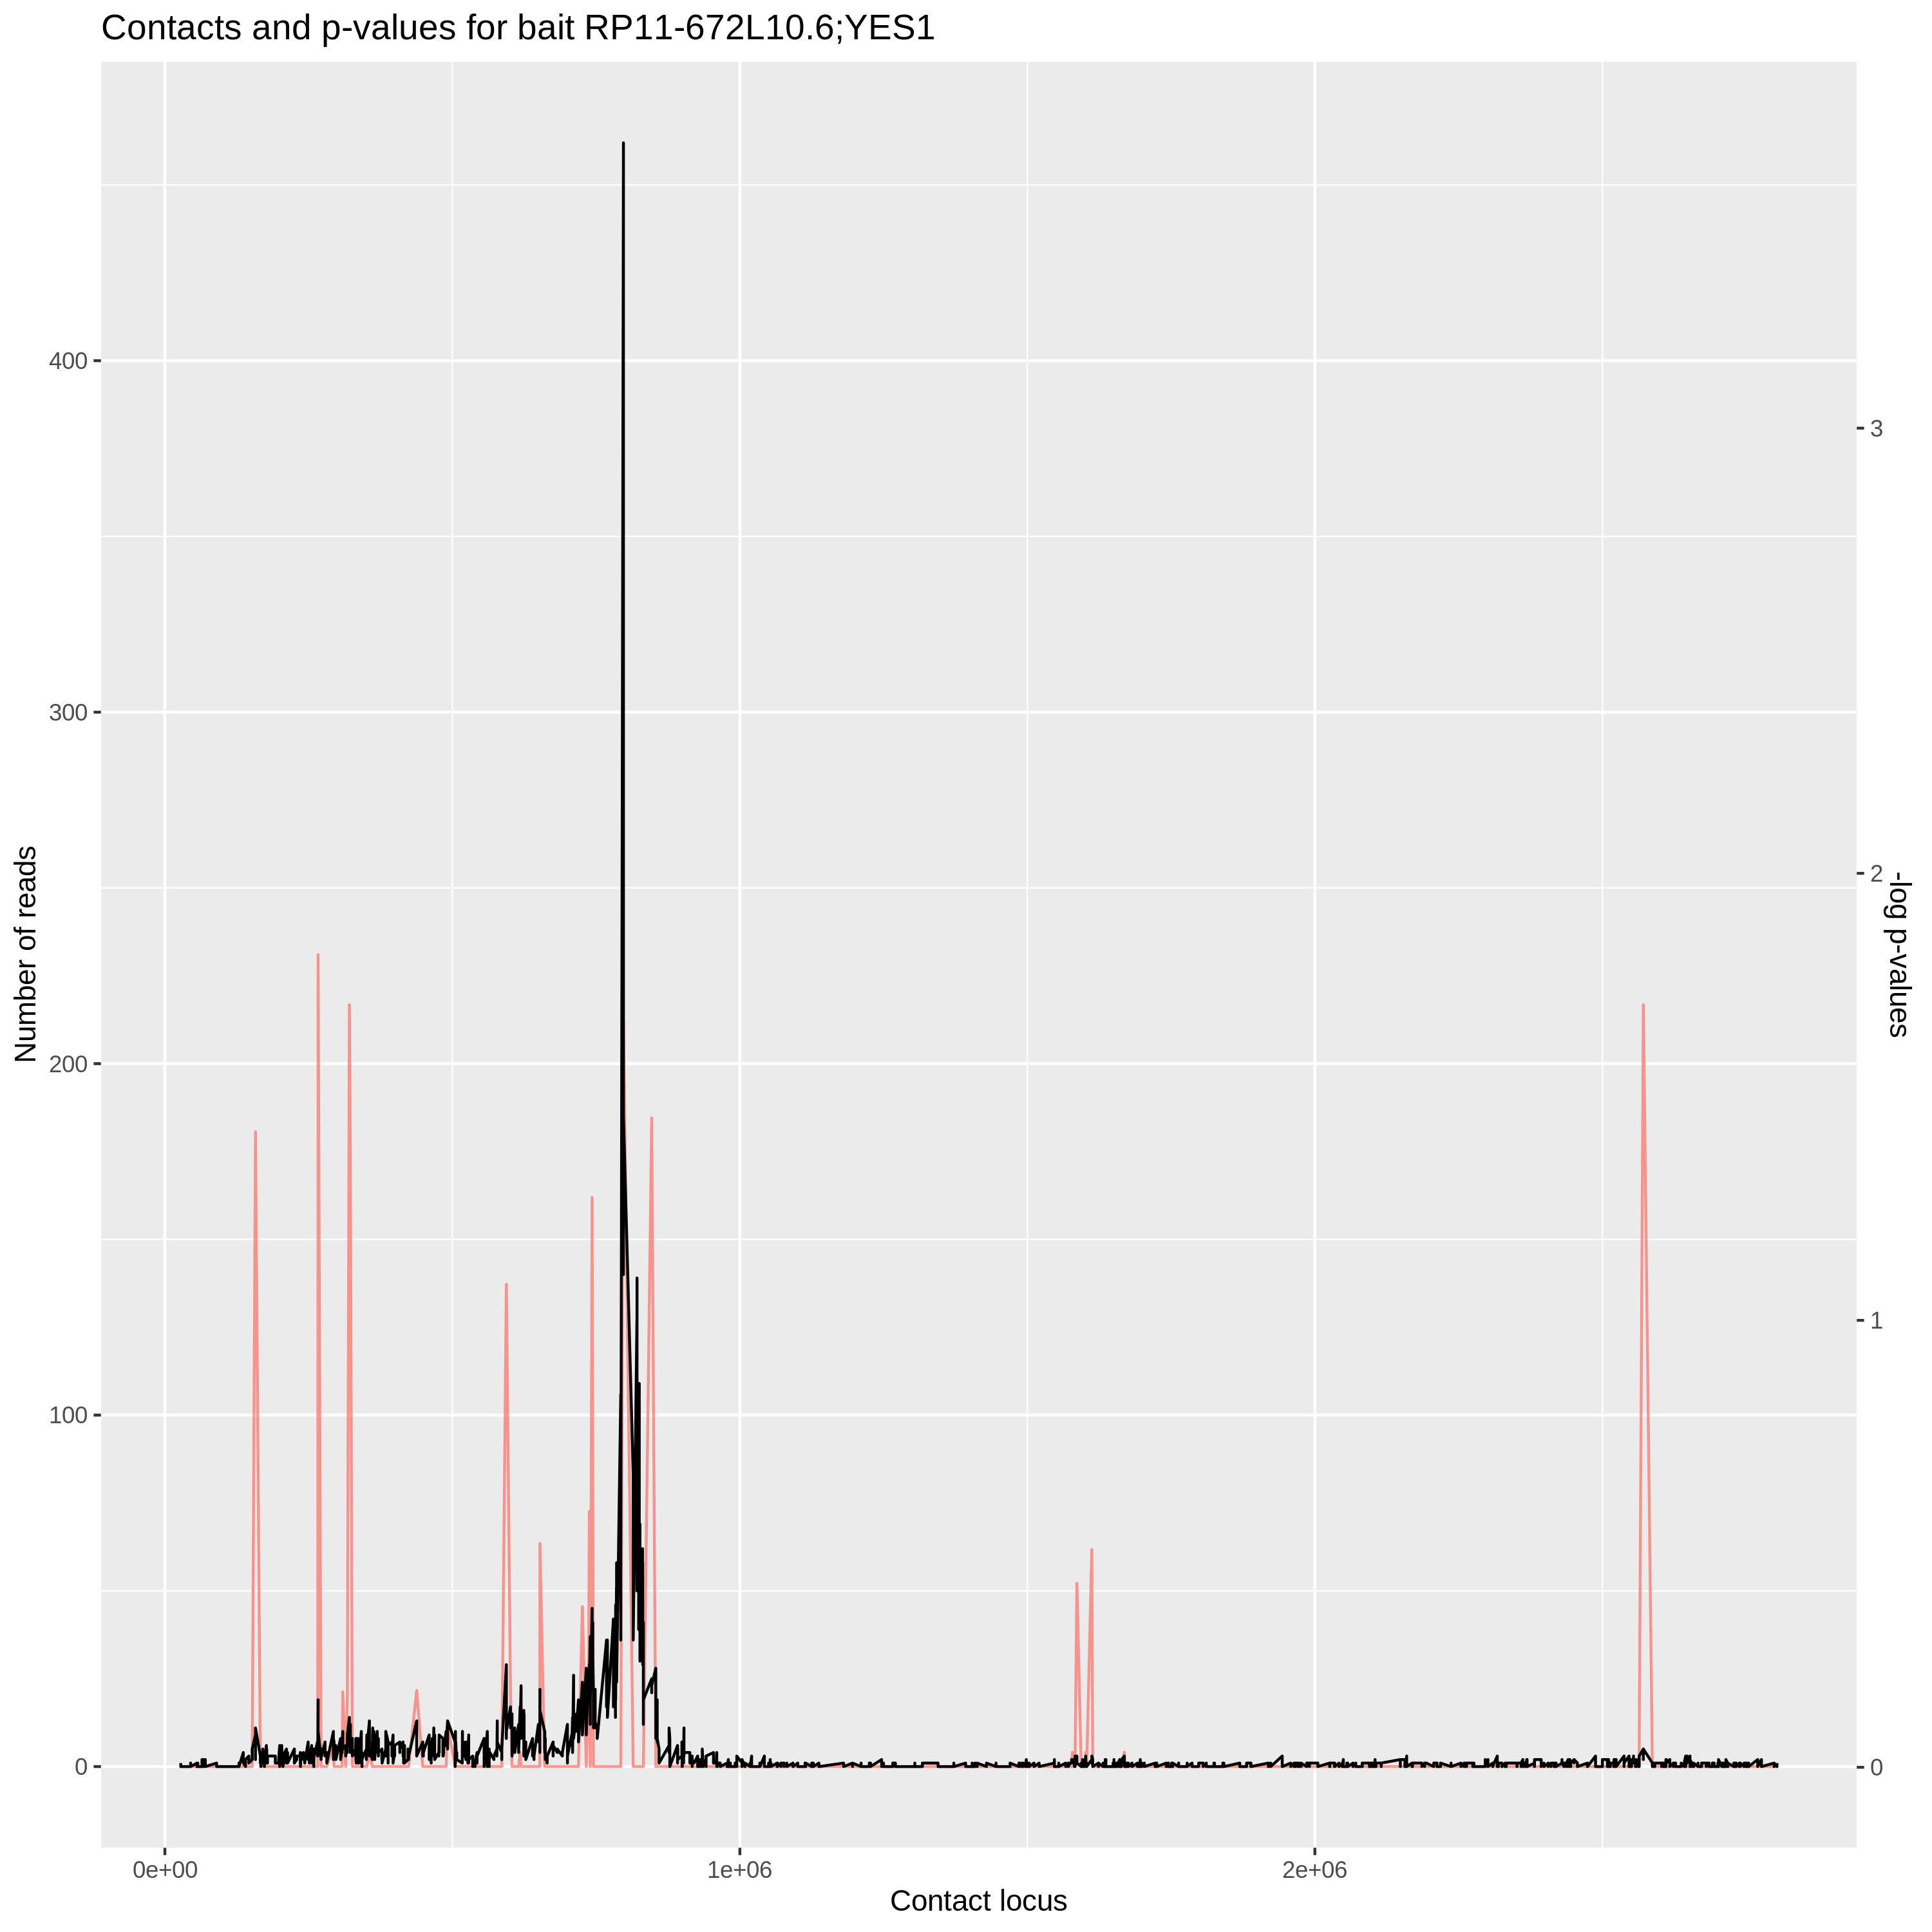 Contacts and p-values for bait RP11-672L10.6;YES1
Number of reads
400
300
200
100
0
3
2
1
0
-log p-values
0e+00
1e+06
2e+06
Contact locus